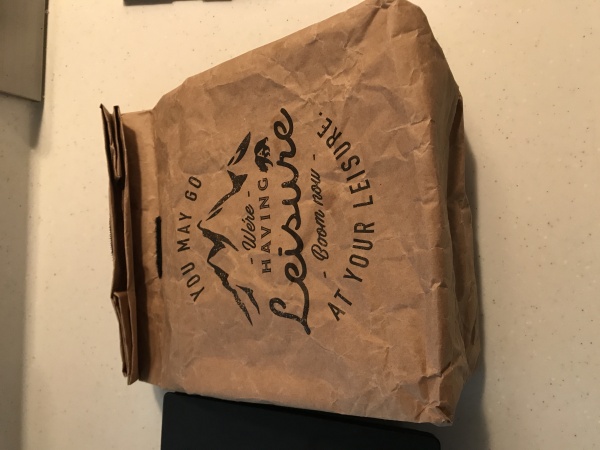 YOU MAY GO
- We're -
HAVING
Leisure
- Boom now -
AT YOUR LEISURE.